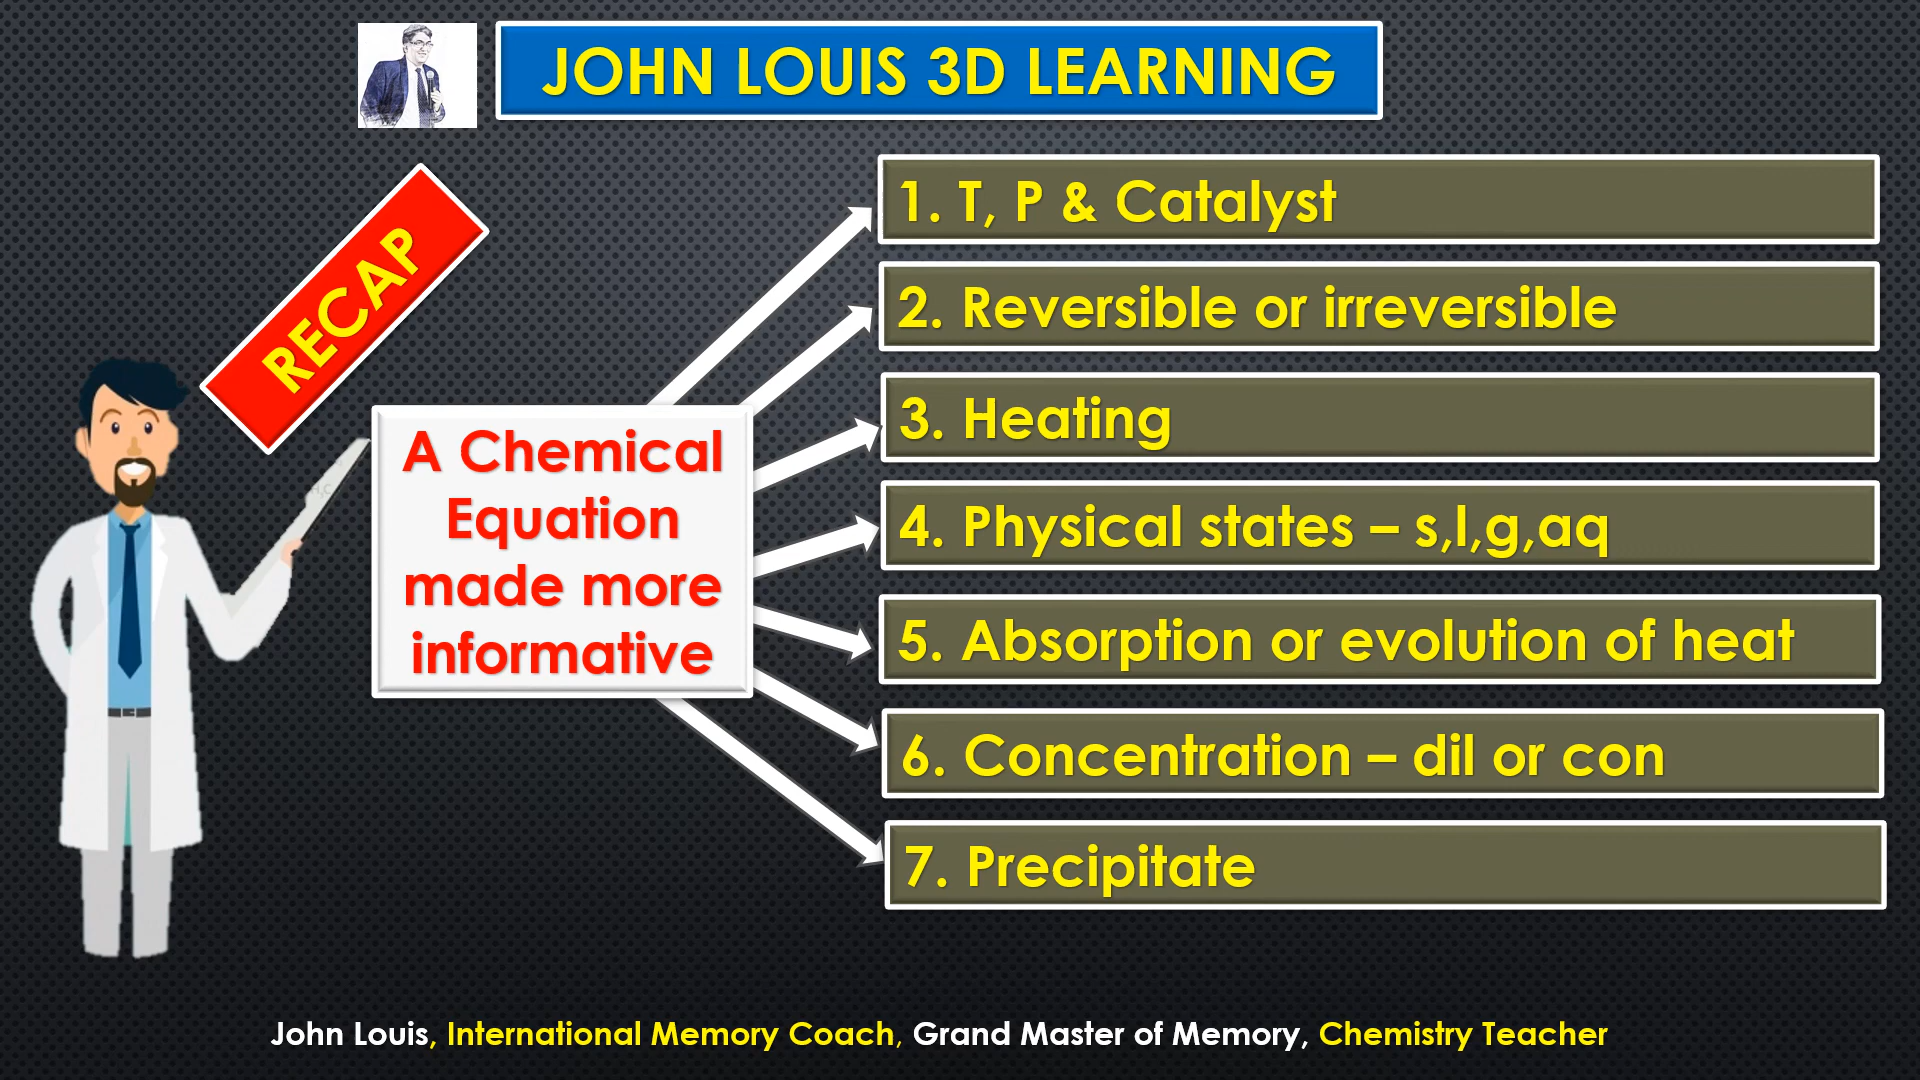 JOHN LOUIS 3D LEARNING
RECAP
A Chemical
Equation
made more
informative
1. T, P & Catalyst
2. Reversible or irreversible
3. Heating
4. Physical states – s,l,g,aq
5. Absorption or evolution of heat
6. Concentration – dil or con
7. Precipitate
John Louis, International Memory Coach, Grand Master of Memory, Chemistry Teacher